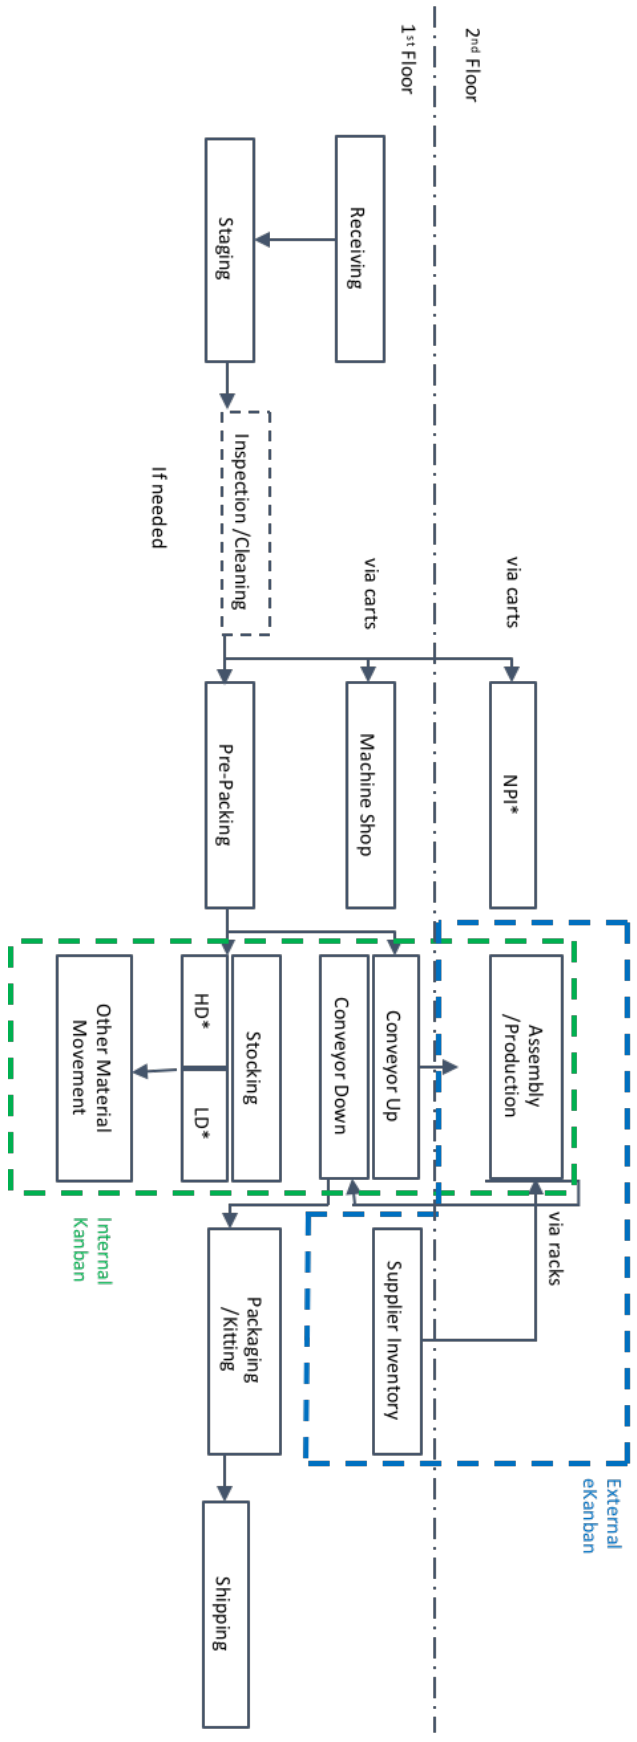 2nd Floor
1st Floor
Receiving
Staging
Inspection /Cleaning
If needed
via carts
via carts
NPI*
Machine Shop
Pre-Packing
Assembly
/Production
Conveyor Up
Conveyor Down
Stocking
HD*
LD*
Other Material
Movement
Internal
Kanban
via racks
Supplier Inventory
Packaging
/Kitting
External
eKanban
Shipping